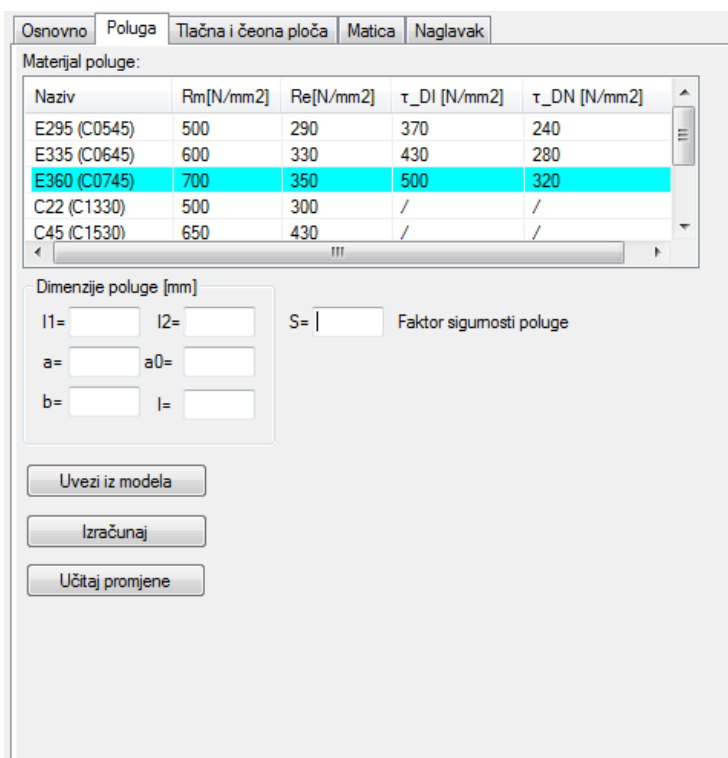 Osnovno Poluga Tlačna i čeona ploča Matica Naglavak
Materijal poluge:
Naziv Rm[N/mm2] Re[N/mm2] τ_DI [N/mm2] τ_DN [N/mm2]
E295 (C0545) 500 290 370 240
E335 (C0645) 600 330 430 280
E360 (C0745) 700 350 500 320
C22 (C1330) 500 300 / /
C45 (C1530) 650 430 / /
Dimenzije poluge [mm]
l1= l2= S= Faktor sigurnosti poluge
a= a0=
b= l=
Uvezi iz modela
Izračunaj
Učitaj promjene